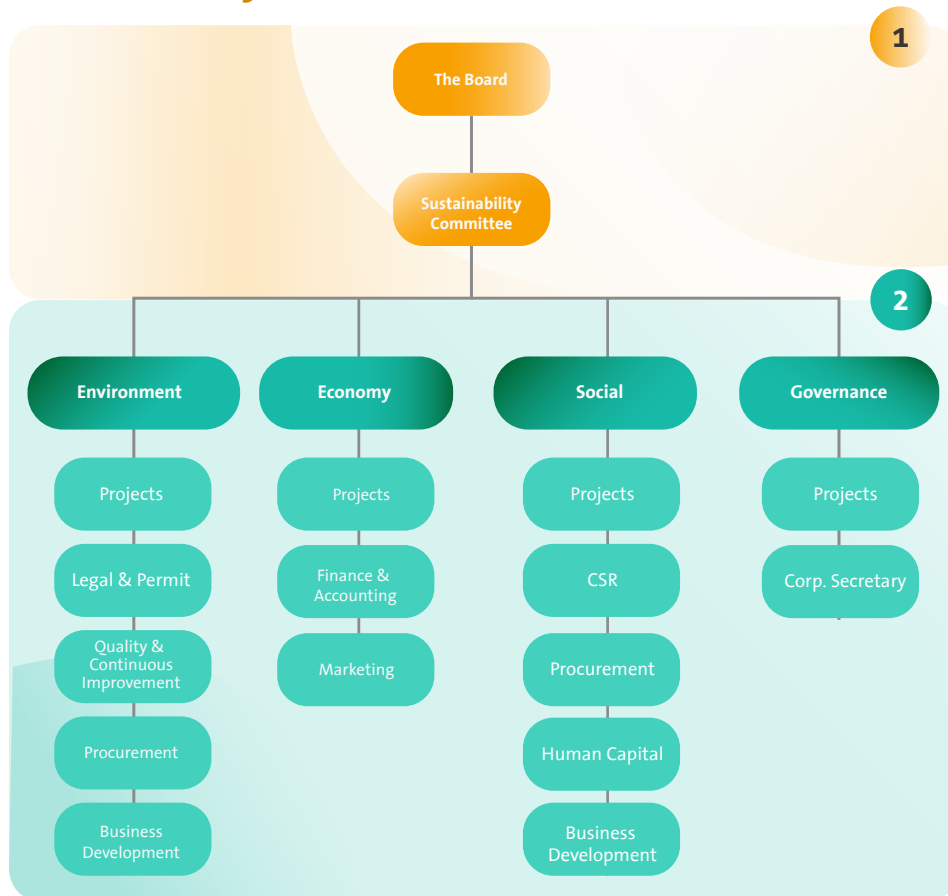 1
The Board
Sustainability
Committee
2
Environment
Economy
Social
Governance
Projects
Projects
Projects
Projects
Legal & Permit
Finance &
Accounting
CSR
Corp. Secretary
Quality &
Continuous
Improvement
Marketing
Procurement
Procurement
Human Capital
Business
Development
Business
Development